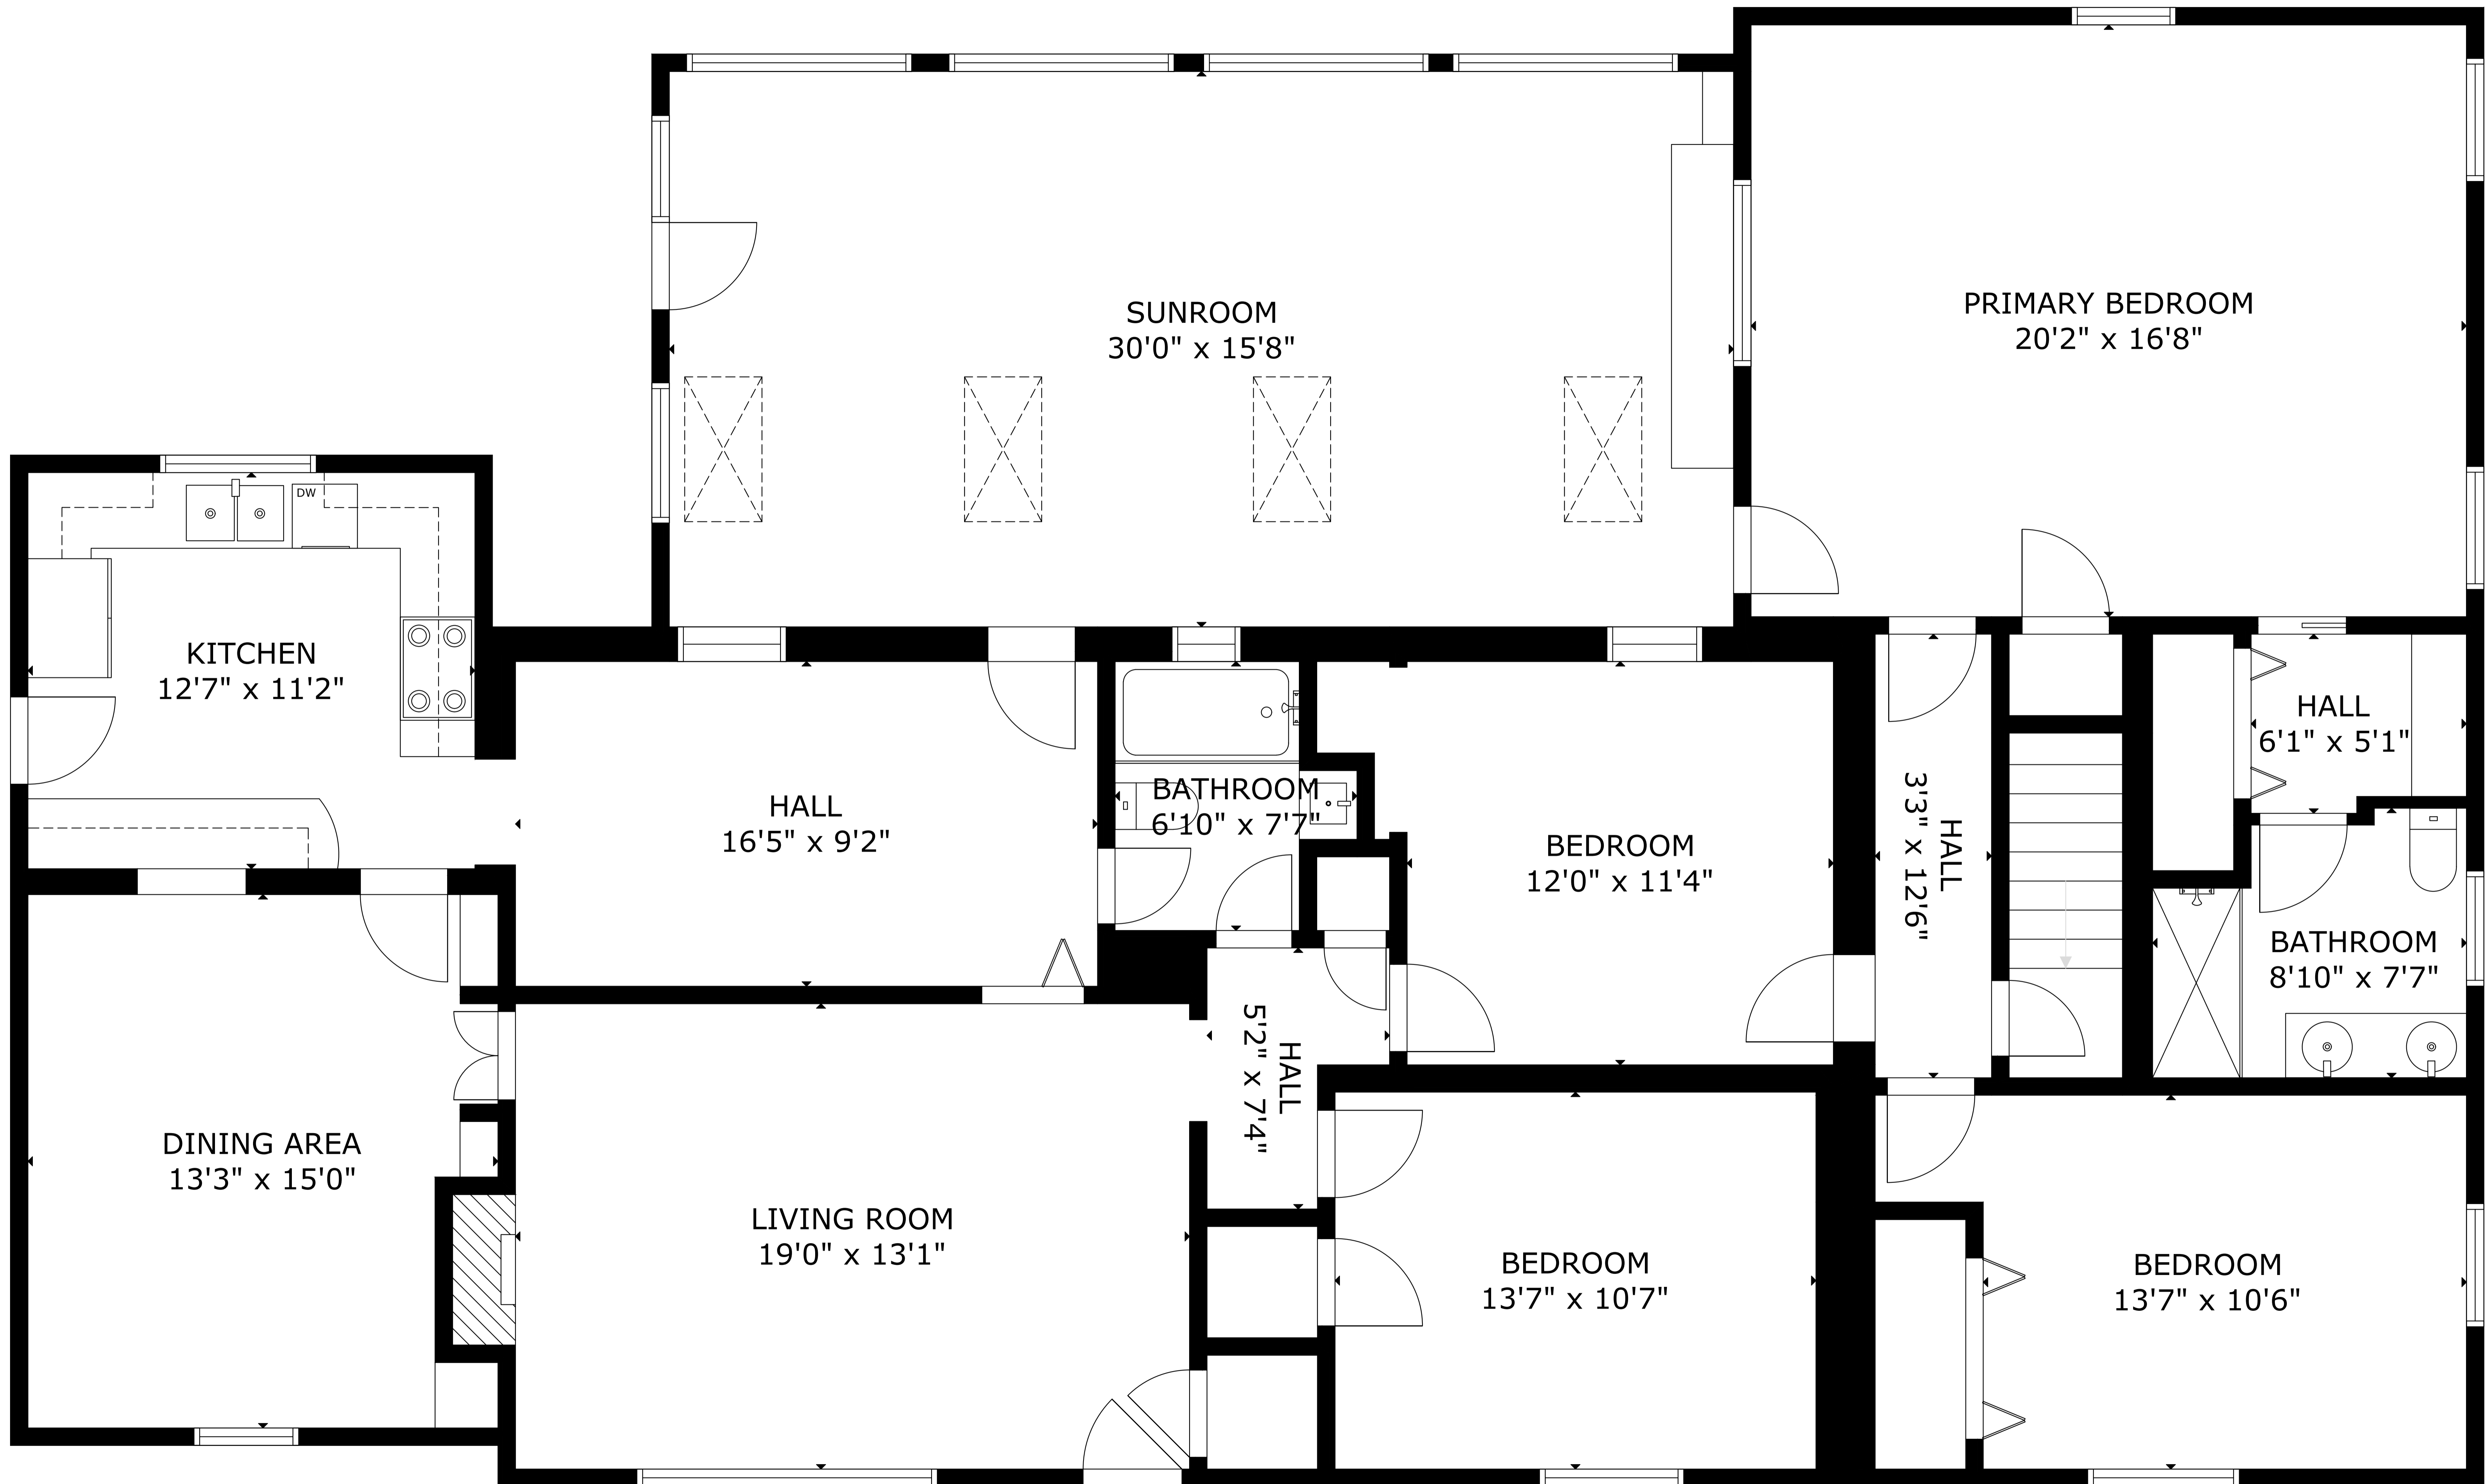 SUNROOM
30'0" x 15'8"
PRIMARY BEDROOM
20'2" x 16'8"
DW
KITCHEN
12'7" x 11'2"
HALL
16'5" x 9'2"
BATHROOM
6'10" x 7'7"
BEDROOM
12'0" x 11'4"
HALL
3'3" x 12'6"
HALL
6'1" x 5'1"
BATHROOM
8'10" x 7'7"
DINING AREA
13'3" x 15'0"
LIVING ROOM
19'0" x 13'1"
HALL
5'2" x 7'4"
BEDROOM
13'7" x 10'7"
BEDROOM
13'7" x 10'6"